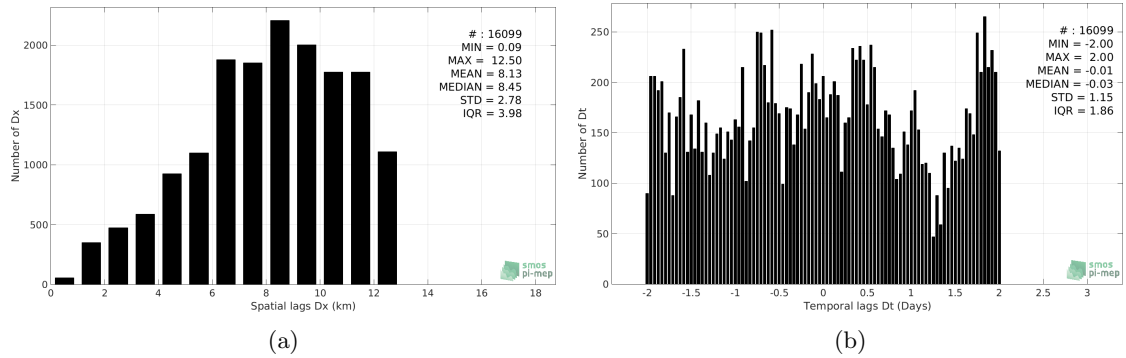 # : 16099
MIN = 0.09
MAX = 12.50
MEAN = 8.13
MEDIAN = 8.45
STD = 2.78
IQR = 3.98
2000
1500
1000
500
0
0 2 4 6 8 10 12 14 16 18
Number of Dx
Spatial lags Dx (km)
smos
pi-mep
(a)
# : 16099
MIN = -2.00
MAX = 2.00
MEAN = -0.01
MEDIAN = -0.03
STD = 1.15
IQR = 1.86
250
200
150
100
50
0
-2 -1.5 -1 -0.5 0 0.5 1 1.5 2 2.5 3
Number of Dt
Temporal lags Dt (Days)
smos
pi-mep
(b)